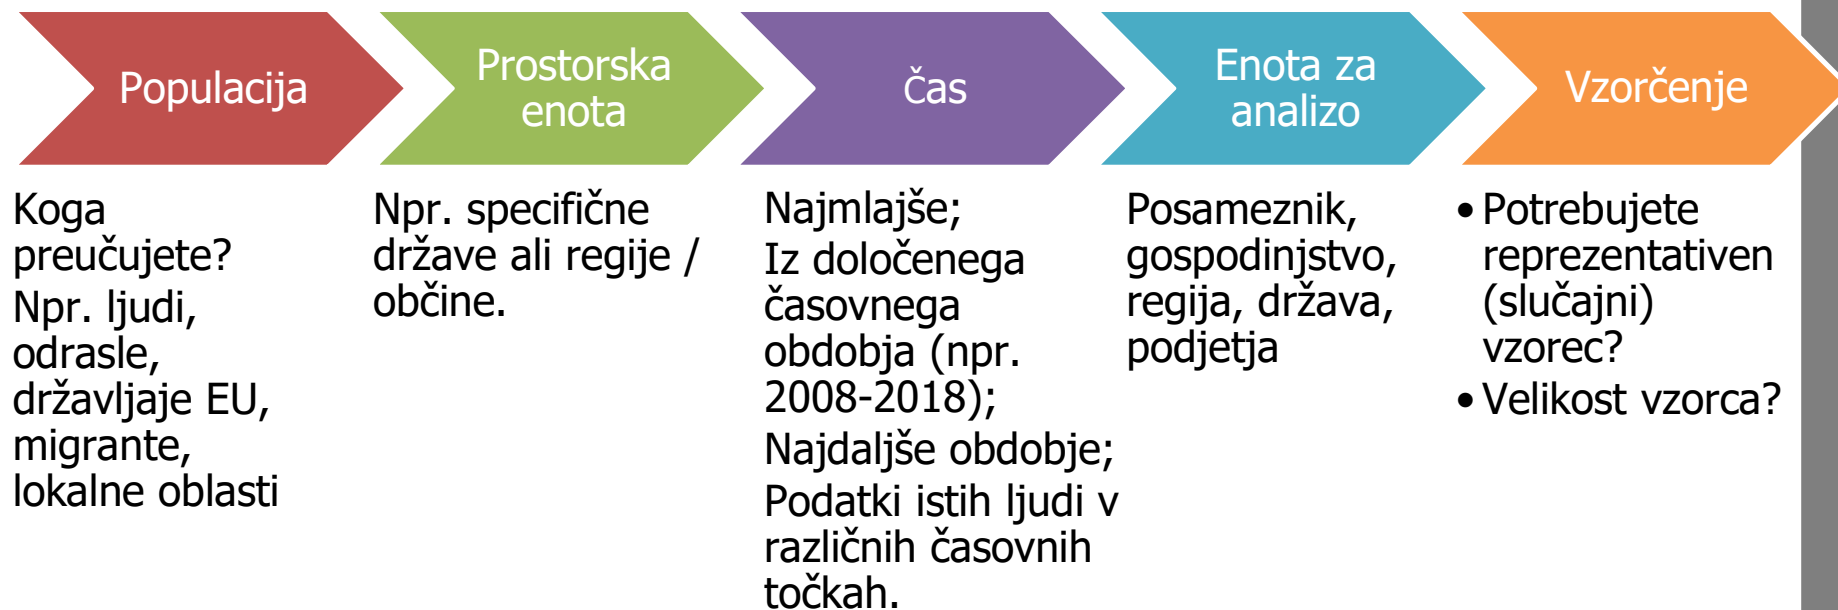 Populacija
Prostorska
enota
Čas
Enota za
analizo
Vzorčenje
Koga
preučujete?
Npr. ljudi,
odrasle,
državljaje EU,
migrante,
lokalne oblasti
Npr. specifične
države ali regije /
občine.
Najmlajše;
Iz določenega
časovnega
obdobja (npr.
2008-2018);
Najdaljše obdobje;
Podatki istih ljudi v
različnih časovnih
točkah.
Posameznik,
gospodinjstvo,
regija, država,
podjetja
• Potrebujete
reprezentativen
(slučajni)
vzorec?
• Velikost vzorca?